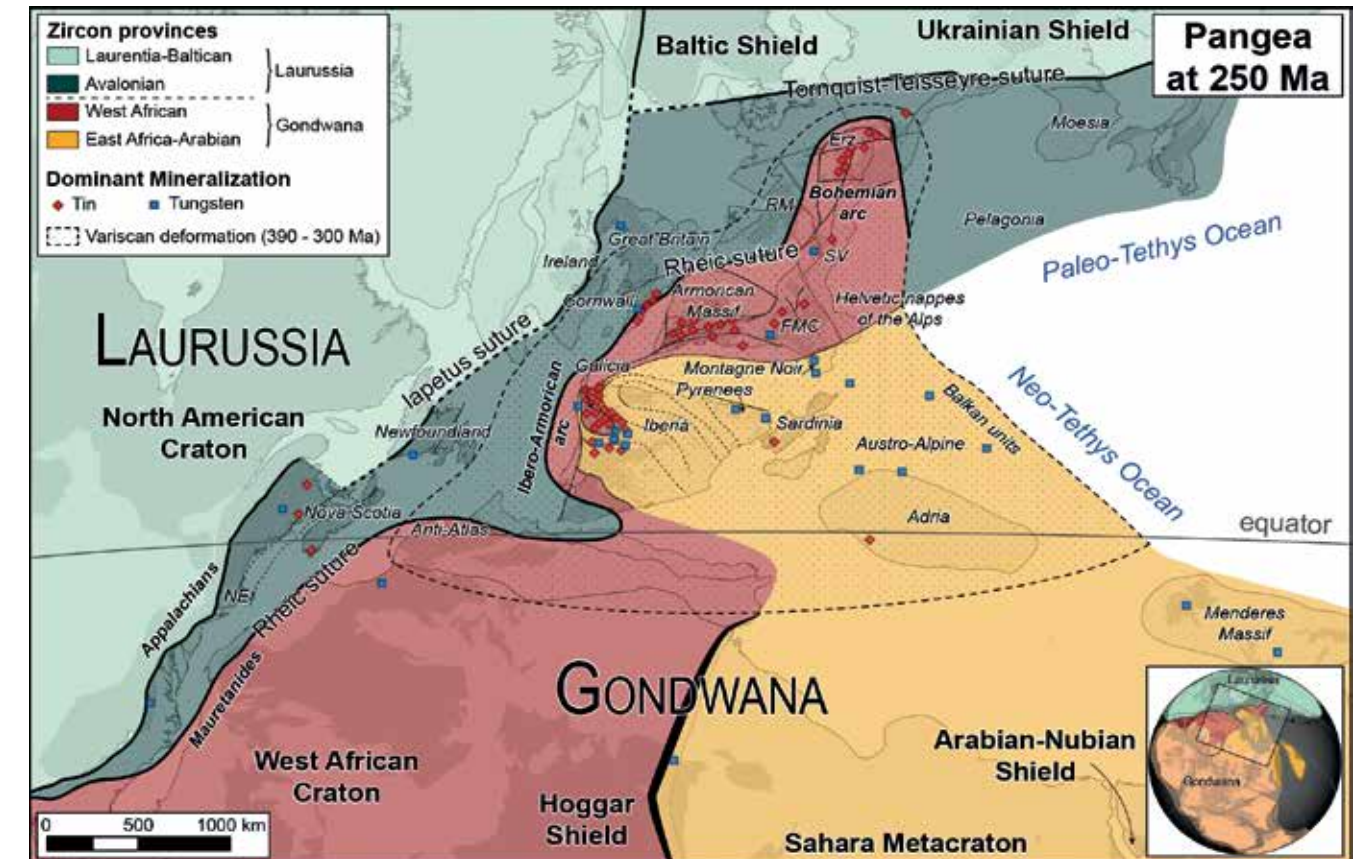 Zircon provinces
Laurentia-Baltican
Avalonian
Laurussia
West African
East Africa-Arabian
Gondwana
Dominant Mineralization
Tin
Tungsten
Variscan deformation (390 - 300 Ma)
Pangea
at 250 Ma
Baltic Shield
Ukrainian Shield
Tornquist-Teisseyre suture
Moesia
Erz
Bohemian
arc
RM
Pelagonia
Great Britain
Ireland
Rheic suture
SV
Paleo-Tethys Ocean
Cornwall
Armorican
Massif
Helvetic nappes
of the Alps
FMC
LAURUSSIA
Iapetus suture
Galicia
Montagne Noir
Pyrenees
Neo-Tethys Ocean
North American
Craton
Newfoundland
Ibero-Armorican
arc
Iberia
Sardinia
Balkan units
Austro-Alpine
Nova-Scotia
Anti-Atlas
Adria
equator
Appalachians
NE
Rheic suture
Mauretanides
Menderes
Massif
GONDWANA
West African
Craton
Hoggar
Shield
Arabian-Nubian
Shield
Sahara Metacraton
0 500 1000 km
Laurussia
Gondwana